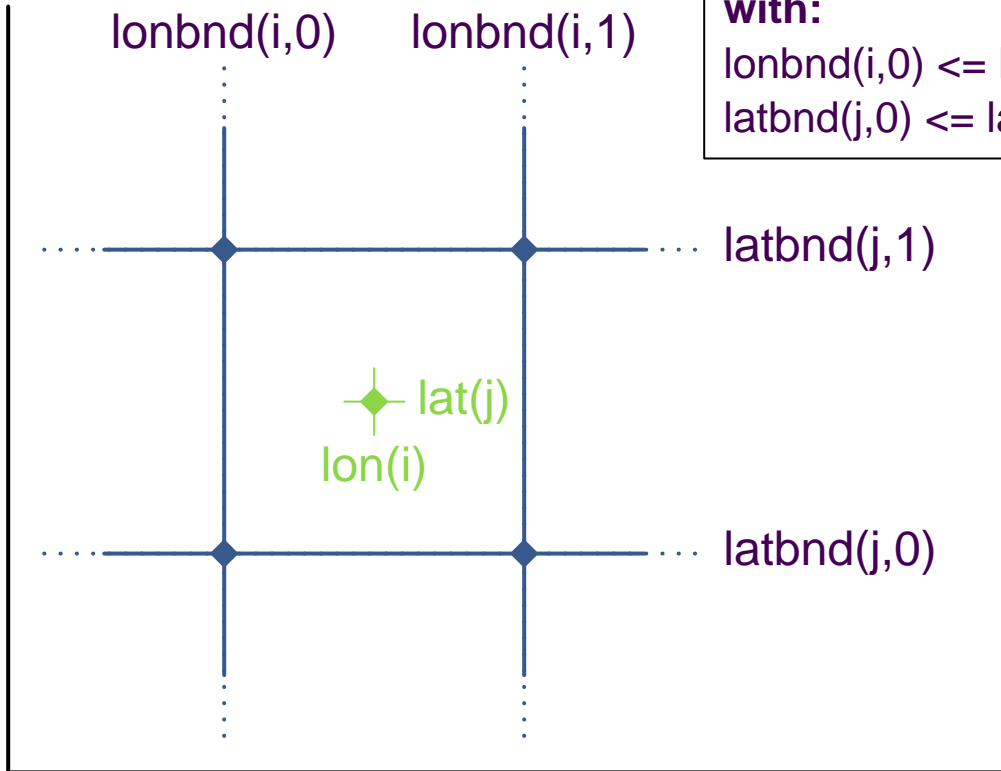 lonbnd(i,0) lonbnd(i,1)
with:
lonbnd(i,0) <=
latbnd(j,0) <=
latbnd(j,1)
lat(j)
lon(i)
latbnd(j,0)